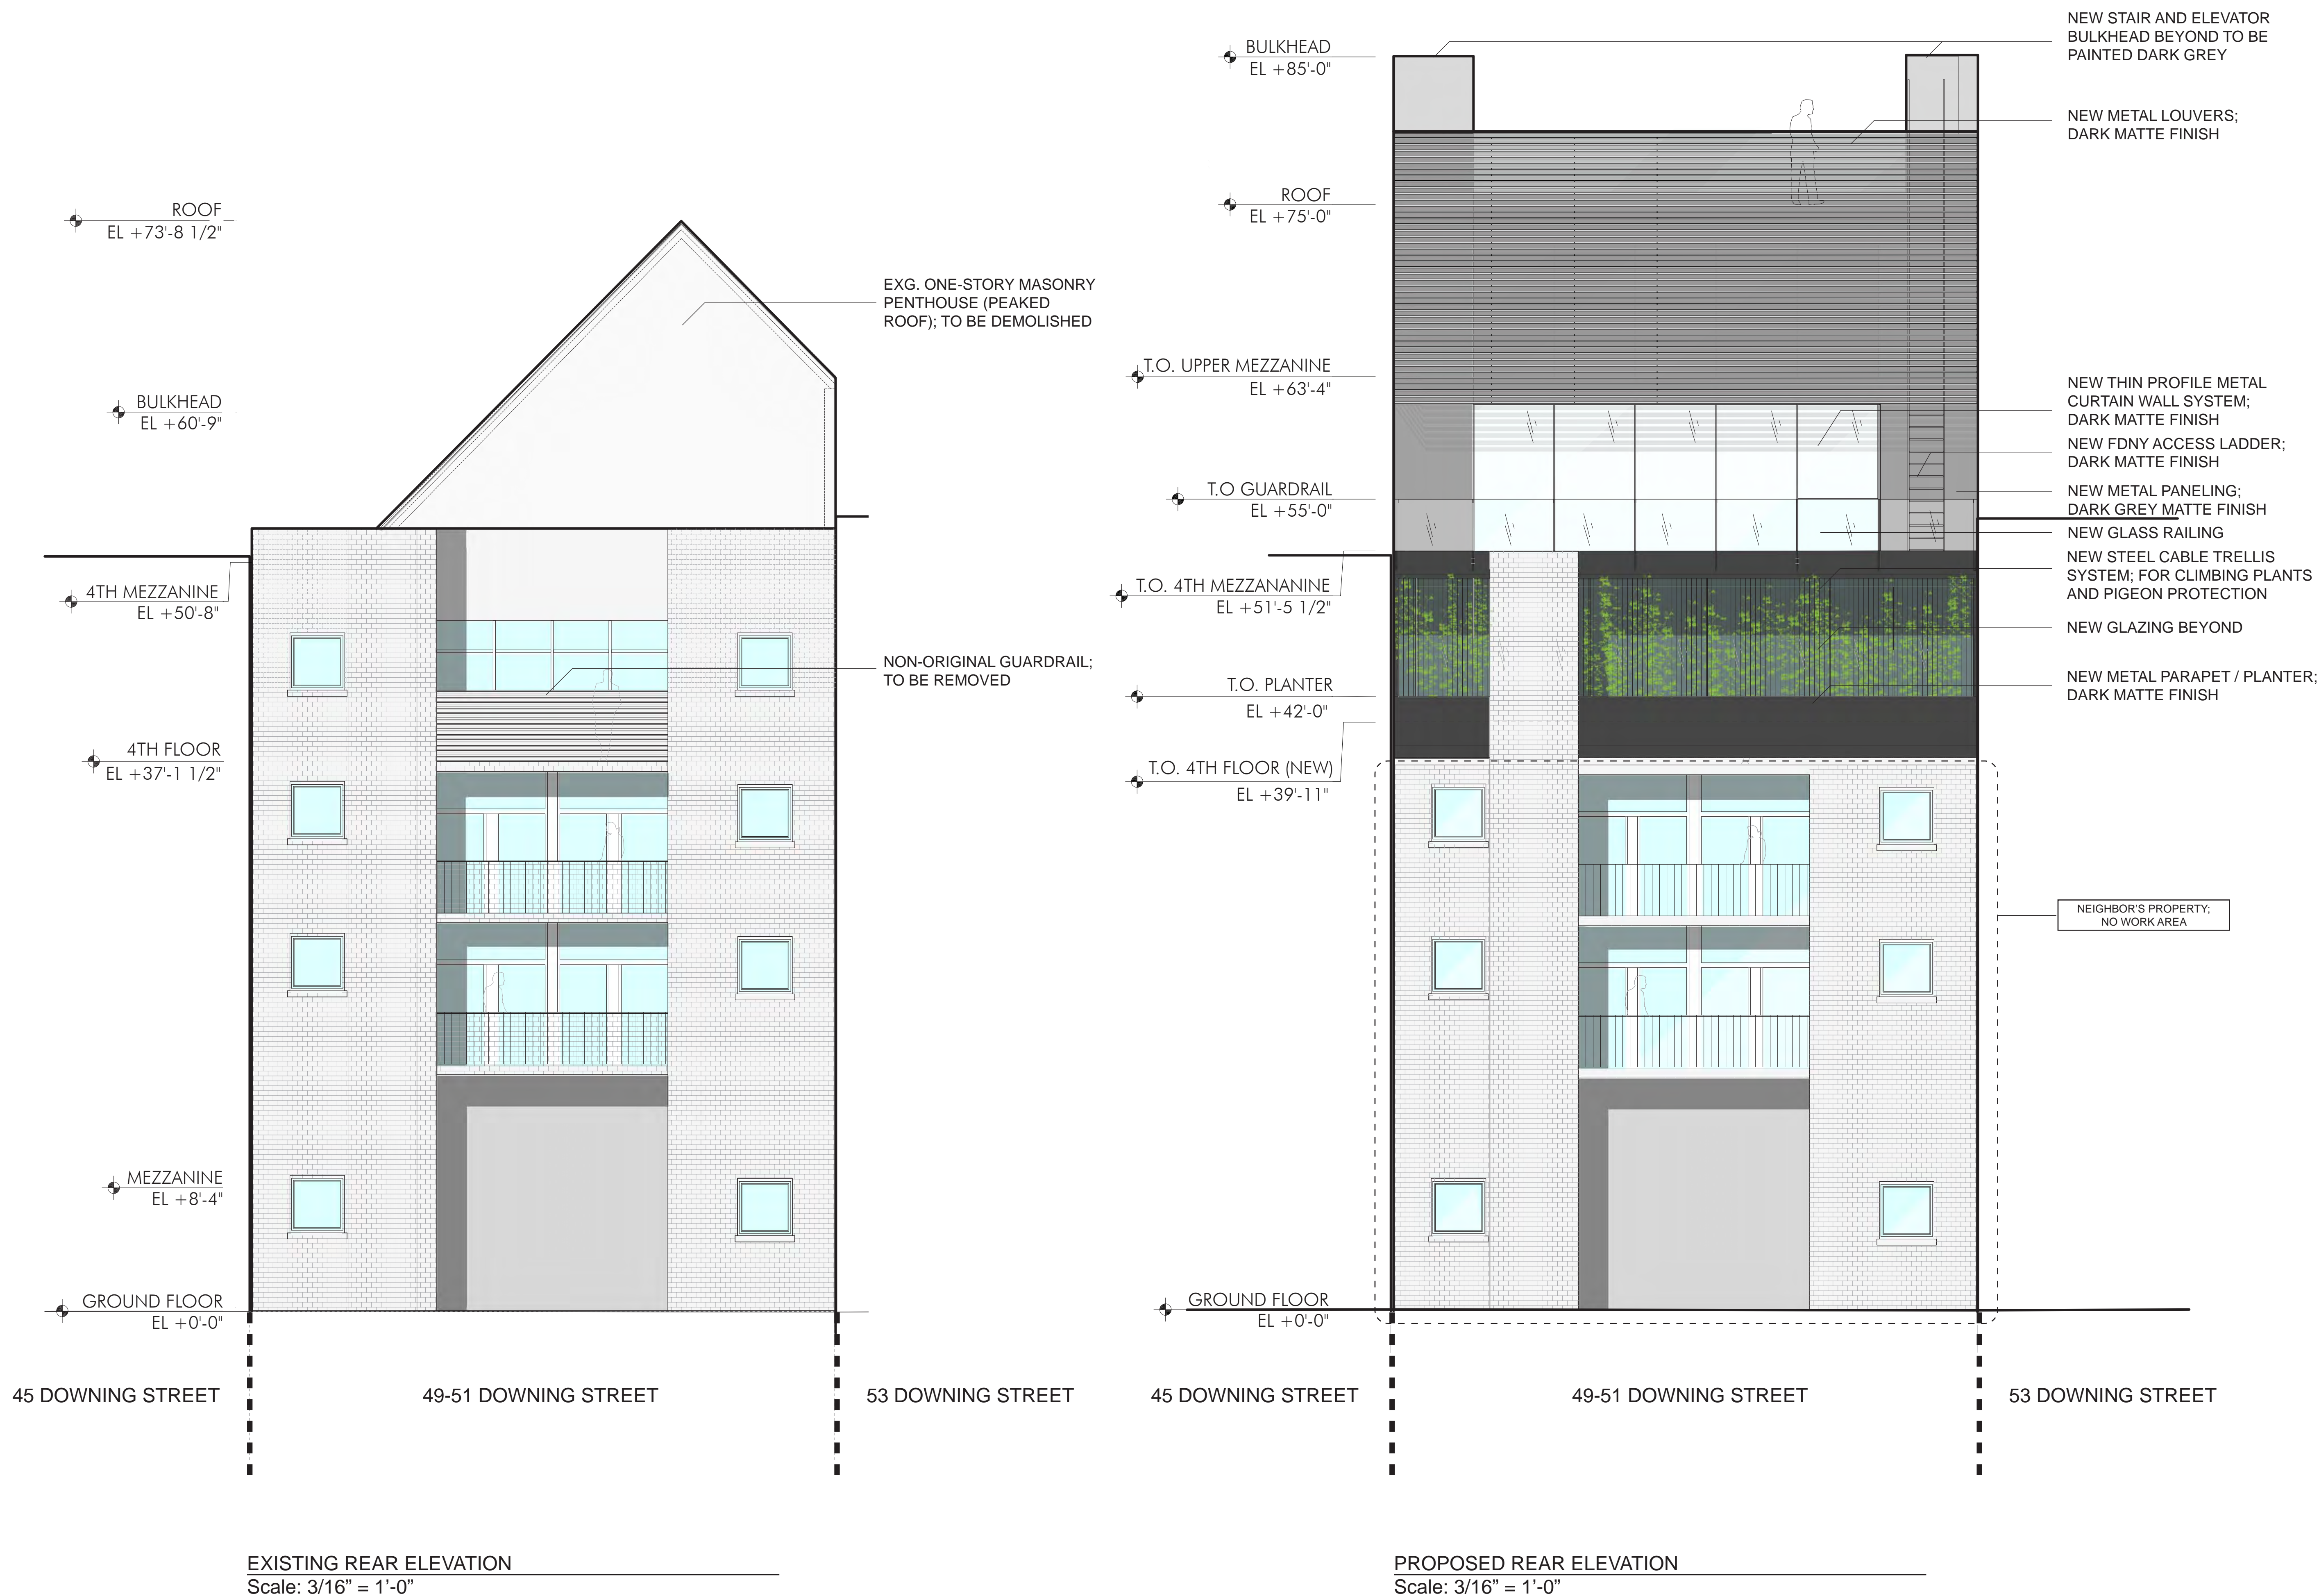 ROOF
EL +73'-8 1/2"
BULKHEAD
EL +60'-9"
4TH MEZZANINE
EL +50'-8"
4TH FLOOR
EL +37'-1 1/2"
MEZZANINE
EL +8'-4"
GROUND FLOOR
EL +0'-0"
EXG. ONE-STORY MASONRY
PENTHOUSE (PEAKED
ROOF); TO BE DEMOLISHED
NON-ORIGINAL GUARDRAIL;
TO BE REMOVED
45 DOWNING STREET
49-51 DOWNING STREET
53 DOWNING STREET
EXISTING REAR ELEVATION
Scale: 3/16” = 1’-0”
BULKHEAD
EL +85'-0"
ROOF
EL +75'-0"
T.O. UPPER MEZZANINE
EL +63'-4"
T.O GUARDRAIL
EL +55'-0"
T.O. 4TH MEZZANANINE
EL +51'-5 1/2"
T.O. PLANTER
EL +42'-0"
T.O. 4TH FLOOR (NEW)
EL +39'-11"
GROUND FLOOR
EL +0'-0"
NEW STAIR AND ELEVATOR
BULKHEAD BEYOND TO BE
PAINTED DARK GREY
NEW METAL LOUVERS;
DARK MATTE FINISH
NEW THIN PROFILE METAL
CURTAIN WALL SYSTEM;
DARK MATTE FINISH
NEW FDNY ACCESS LADDER;
DARK MATTE FINISH
NEW METAL PANELING;
DARK GREY MATTE FINISH
NEW GLASS RAILING
NEW STEEL CABLE TRELLIS
SYSTEM; FOR CLIMBING PLANTS
AND PIGEON PROTECTION
NEW GLAZING BEYOND
NEW METAL PARAPET / PLANTER;
DARK MATTE FINISH
NEIGHBOR'S PROPERTY;
NO WORK AREA
45 DOWNING STREET
49-51 DOWNING STREET
53 DOWNING STREET
PROPOSED REAR ELEVATION
Scale: 3/16” = 1’-0”